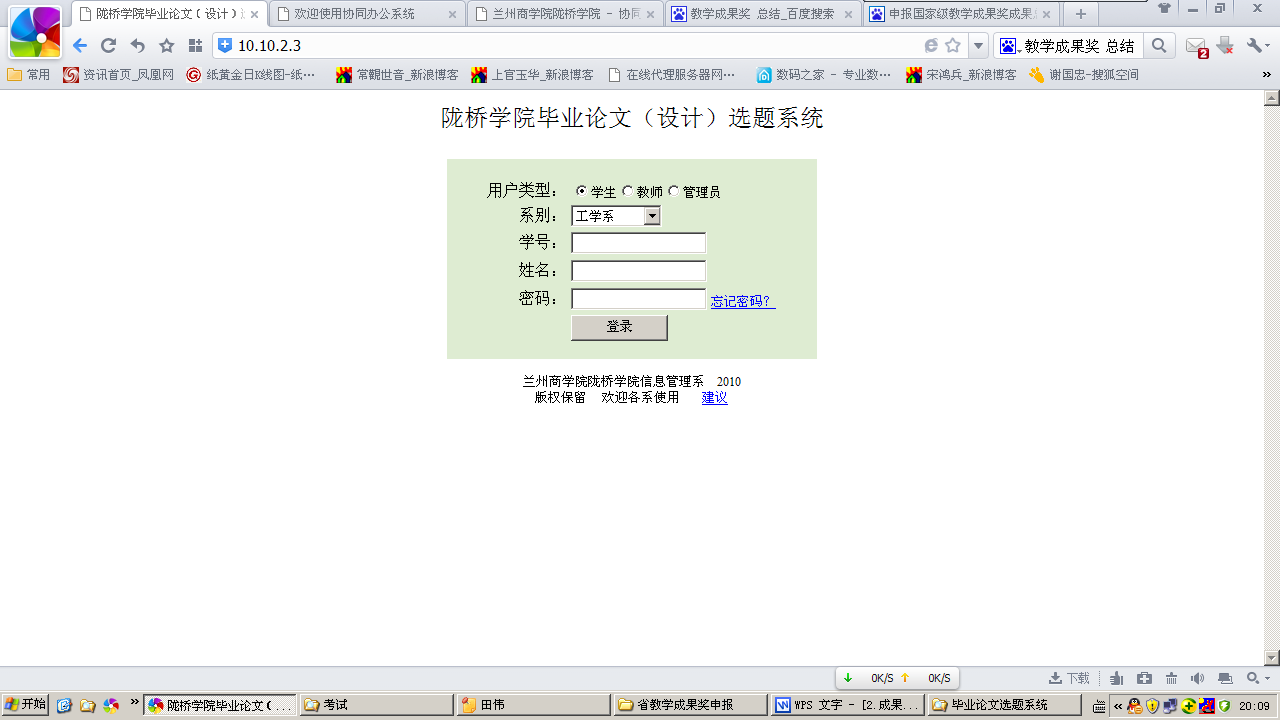 陇桥学院毕业论文（设计）
欢迎使用协同办公系统
兰州商学院陇桥学院 - 协同
教学成果奖 总结_百度搜索
申报国家级教学成果奖成果
10.10.2.3
教学成果奖 总结
2
常用
资讯首页_凤凰网
纸黄金日K线图-纸…
常觀世音_新浪博客
上音玉华_新浪博客
在线代理服务器网…
数码之家 - 专业数…
宋鸿兵_新浪博客
谢国忠-搜狐空间
»
陇桥学院毕业论文（设计）选题系统
用户类型： 学生 教师 管理员
系别： 工学系
学号：
姓名：
密码： 忘记密码？
登录
兰州商学院陇桥学院信息管理系 2010
版权保留 欢迎各系使用 建议
0K/S 0K/S
下载
开始
»
陇桥学院毕业论文（...
考试
田伟
省教学成果奖申报
WPS 文字 - [2 成果...
毕业论文选题系统
«
20:09